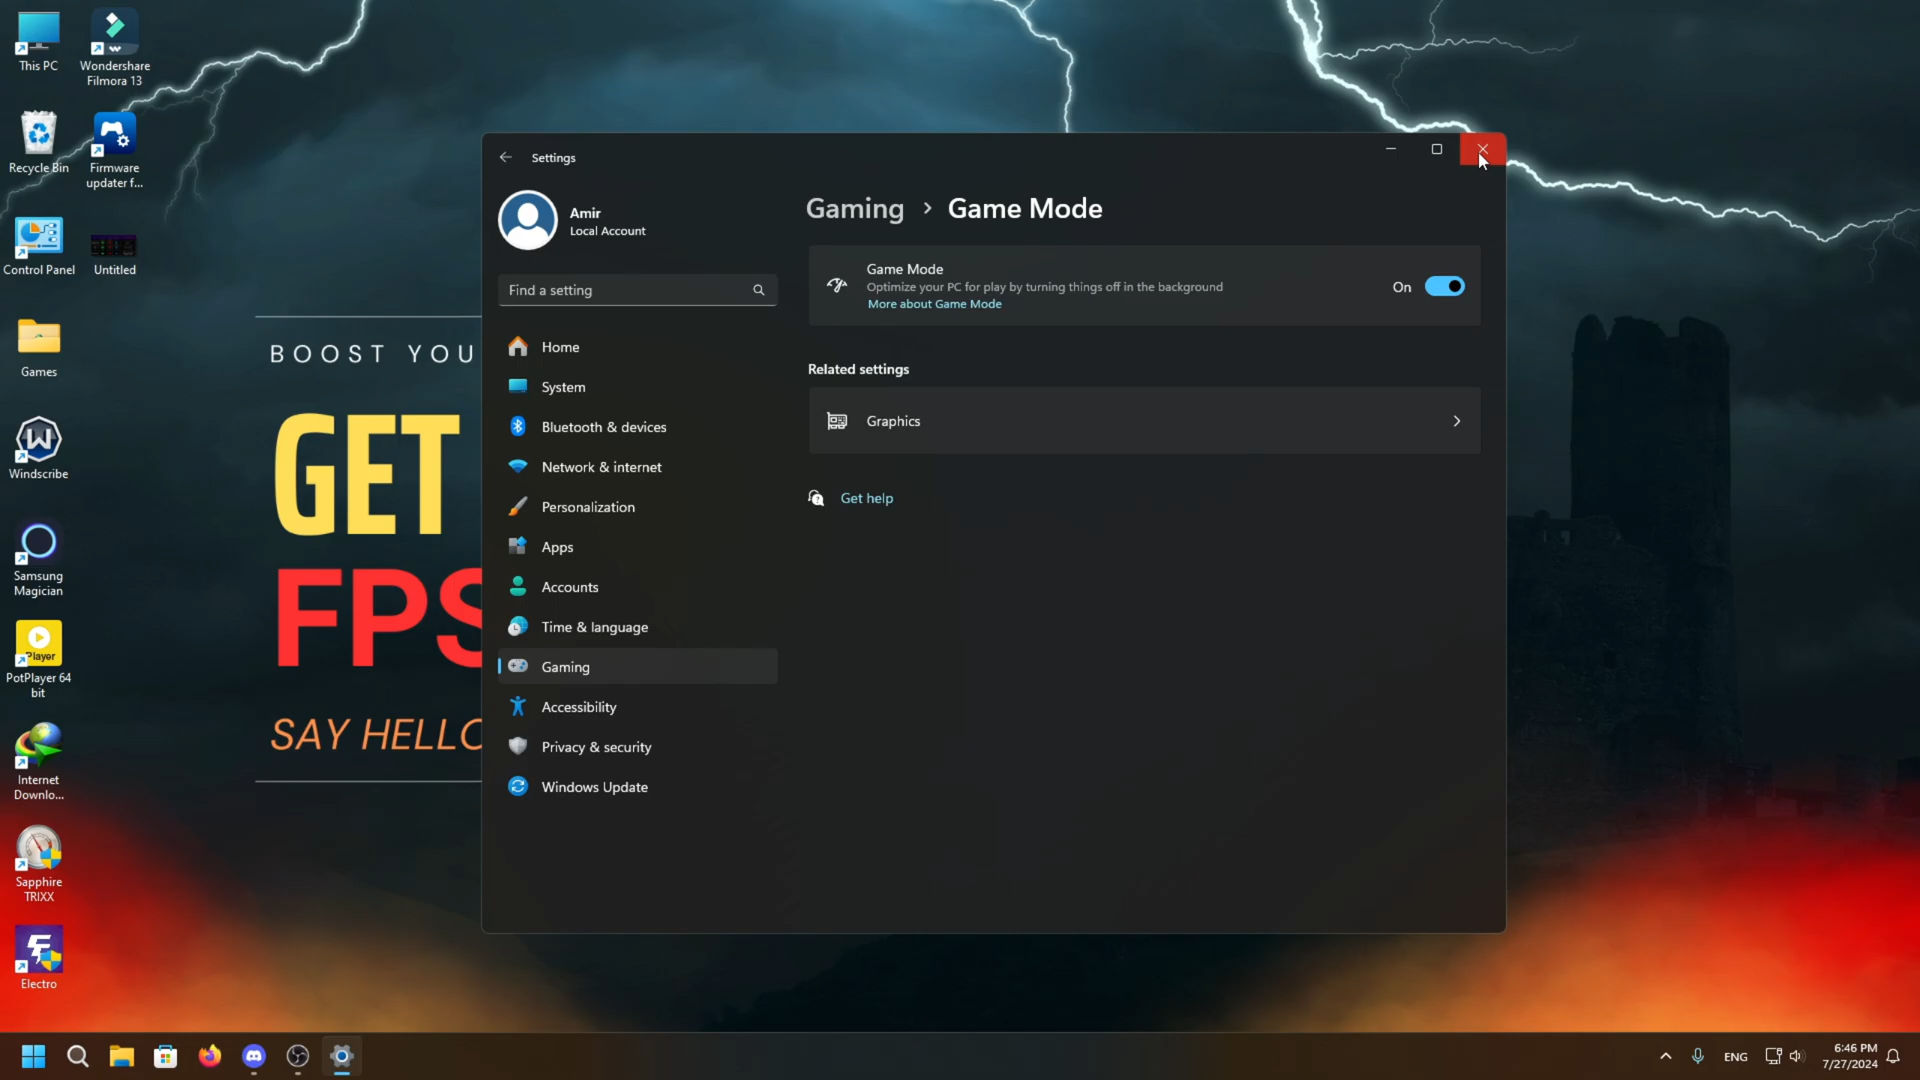 This PC
Wondershare
Filmora 13
Recycle Bin
Firmware
updater f...
Control Panel
Untitled
Games
Windscribe
Samsung
Magician
Player
PotPlayer 64
bit
Internet
Downlo...
Sapphire
TRIXX
Electro
BOOST YOU
GET
FPS
SAY HELLO
Settings
Amir
Local Account
Find a setting
Home
System
Bluetooth & devices
Network & internet
Personalization
Apps
Accounts
Time & language
Gaming
Accessibility
Privacy & security
Windows Update
Gaming > Game Mode
Game Mode
Optimize your PC for play by turning things off in the background
More about Game Mode
On
Related settings
Graphics
Get help
ENG
6:46 PM
7/27/2024